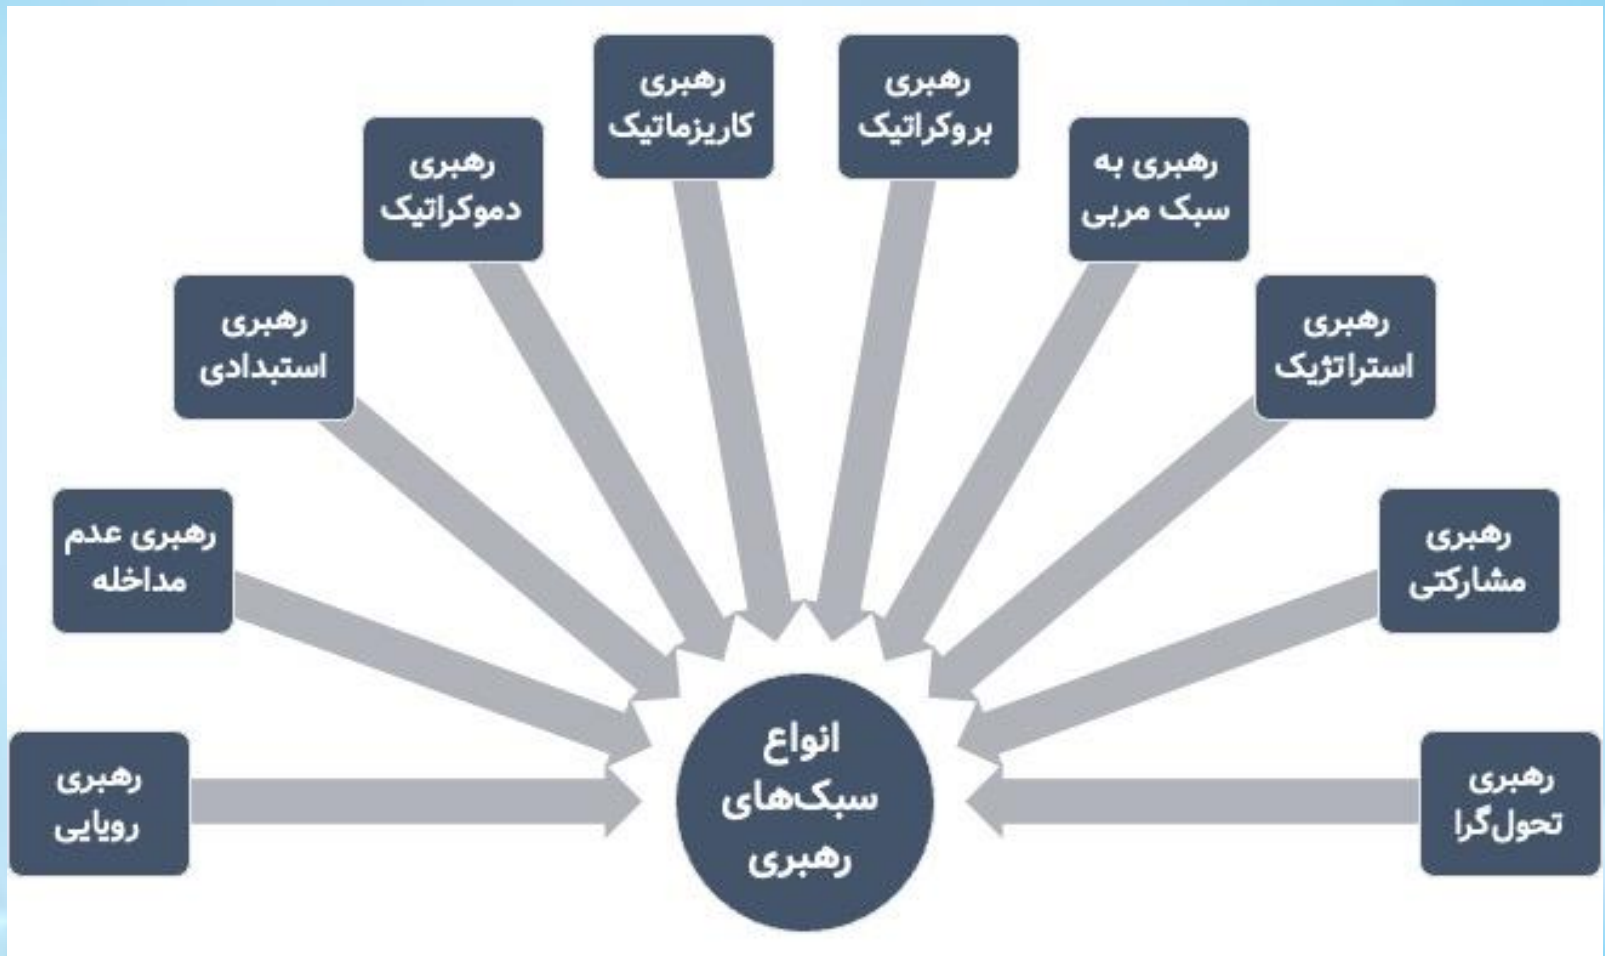 رهبری
کاریزماتیک
رهبری
بروکراتیک
رهبری
دموکراتیک
رهبری به
سبک مربی
رهبری
استبدادی
رهبری
استراتژیک
رهبری عدم
مداخله
رهبری
مشارکتی
رهبری
رویایی
انواع
سبک‌های
رهبری
رهبری
تحول‌گرا